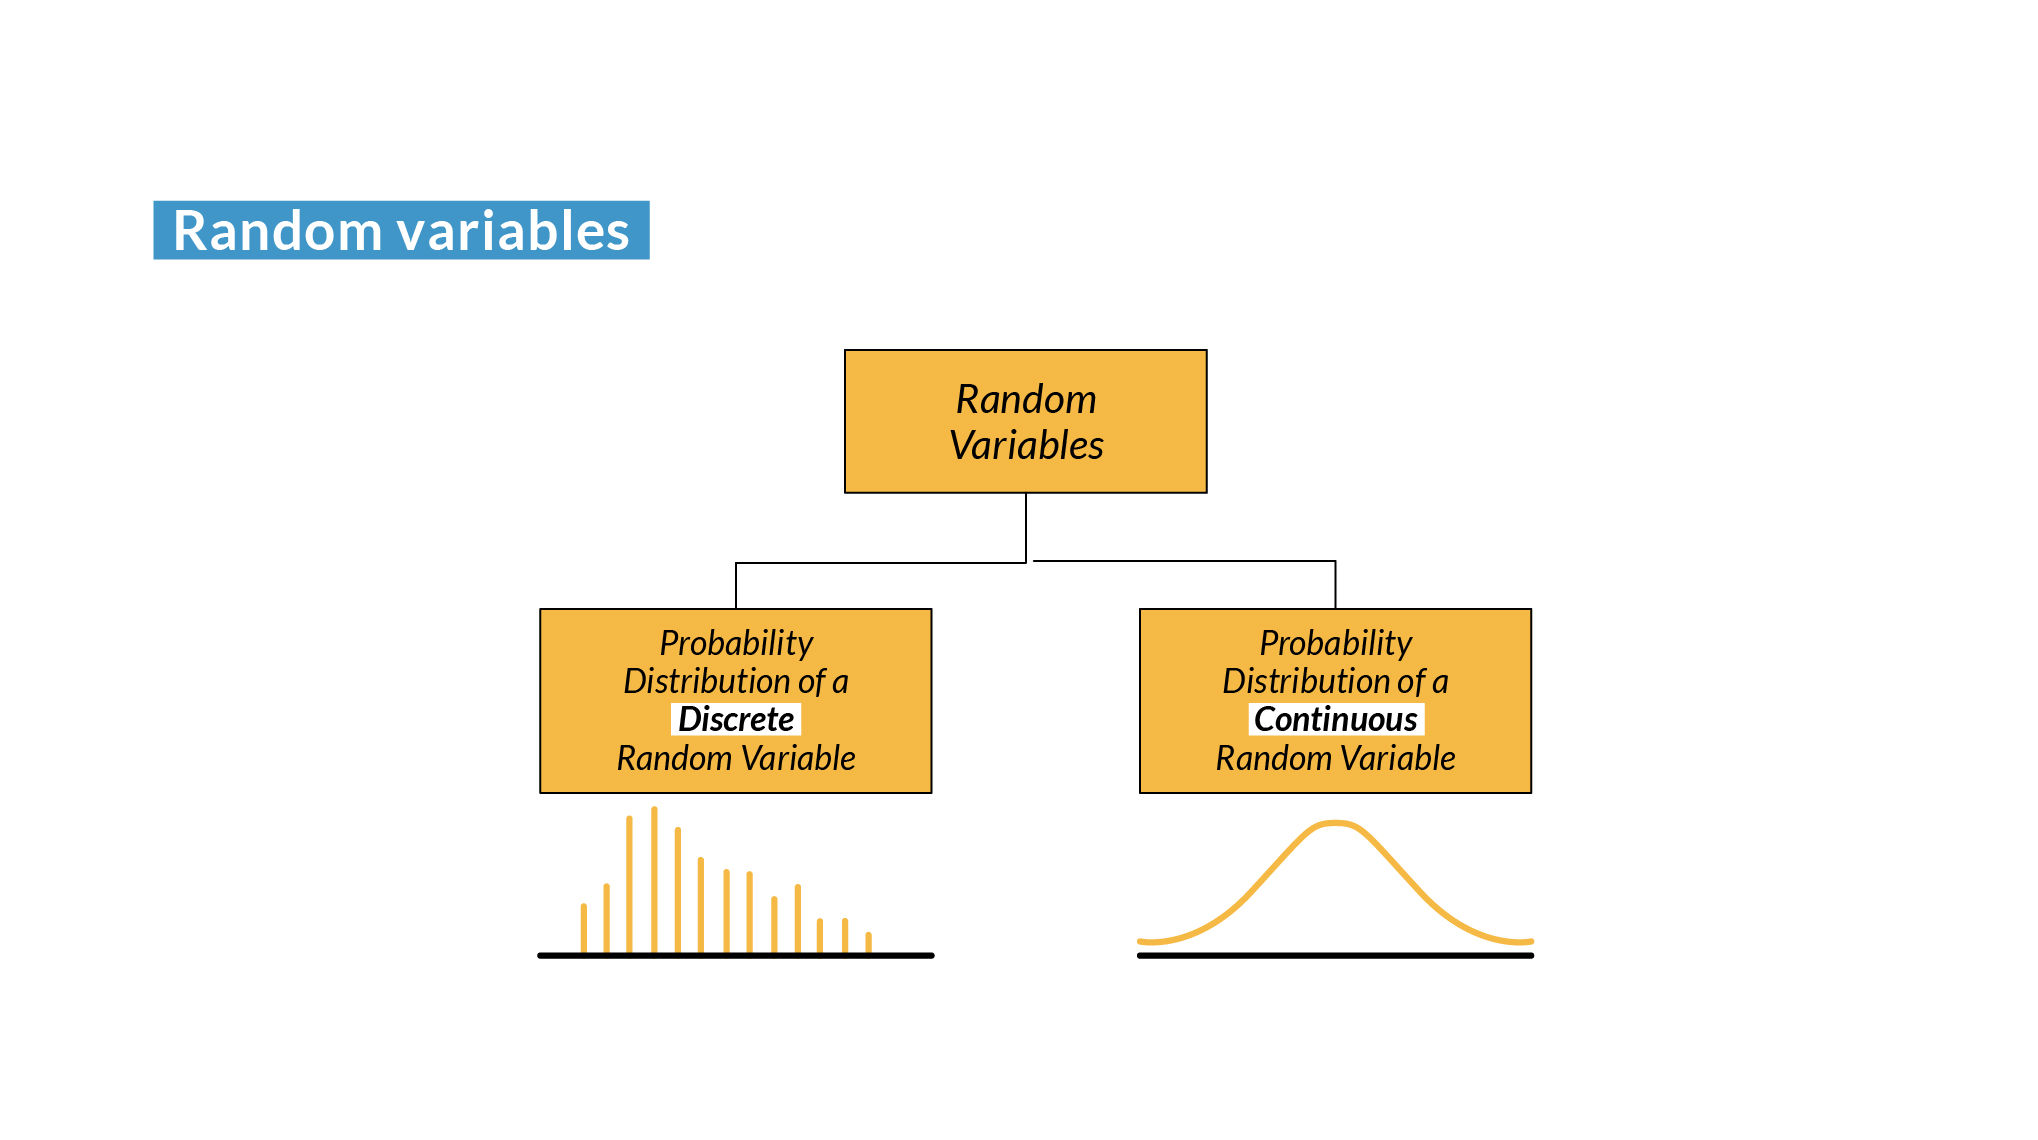 Random variables
Random
Variables
Probability
Distribution of a
Discrete
Random Variable
Probability
Distribution of a
Continuous
Random Variable